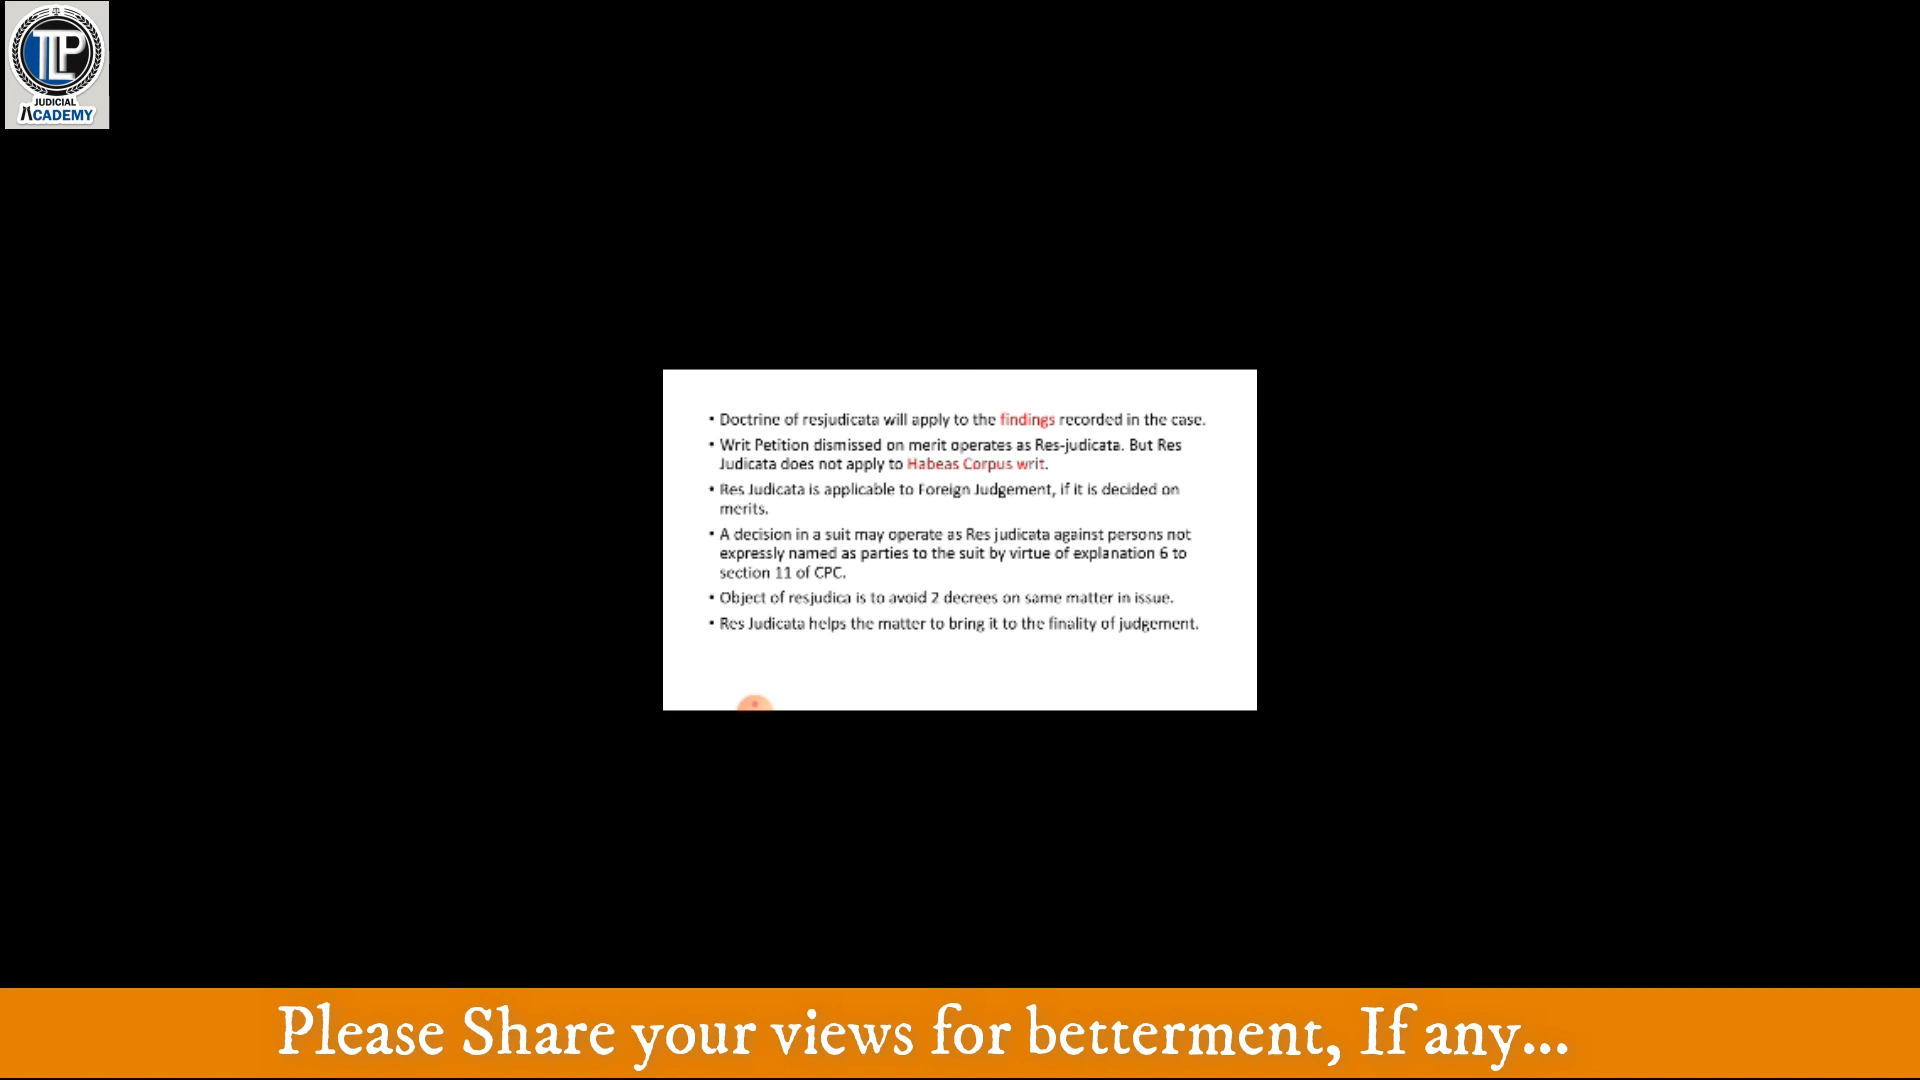 TLP
JUDICIAL
ACADEMY
• Doctrine of resjudicata will apply to the findings recorded in the case.
• Writ Petition dismissed on merit operates as Res-judicata. But Res
Judicata does not apply to Habeas Corpus writ.
• Res Judicata is applicable to Foreign Judgement, if it is decided on
merits.
• A decision in a suit may operate as Res judicata against persons not
expressly named as parties to the suit by virtue of explanation 6 to
section 11 of CPC.
• Object of resjudica is to avoid 2 decrees on same matter in issue.
• Res Judicata helps the matter to bring it to the finality of judgement.
Please Share your views for betterment, If any...